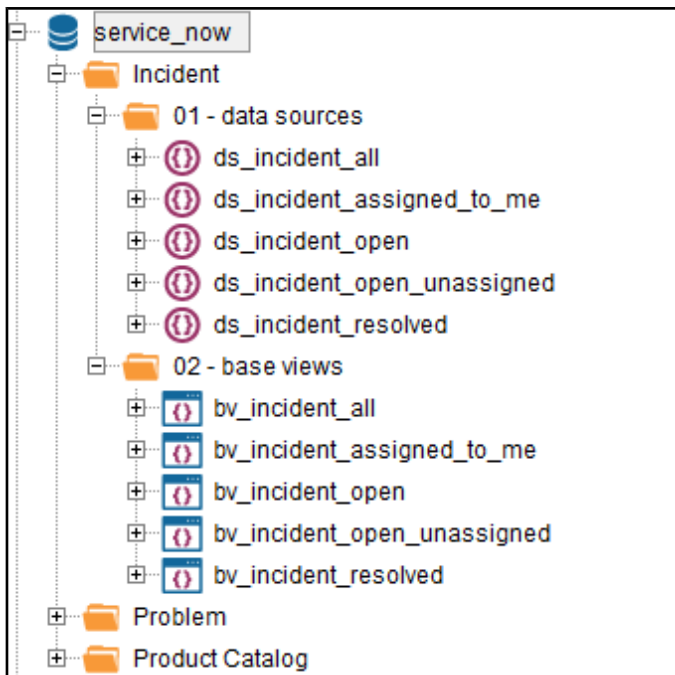 service_now
Incident
01 - data sources
ds_incident_all
ds_incident_assigned_to_me
ds_incident_open
ds_incident_open_unassigned
ds_incident_resolved
02 - base views
bv_incident_all
bv_incident_assigned_to_me
bv_incident_open
bv_incident_open_unassigned
bv_incident_resolved
Problem
Product Catalog